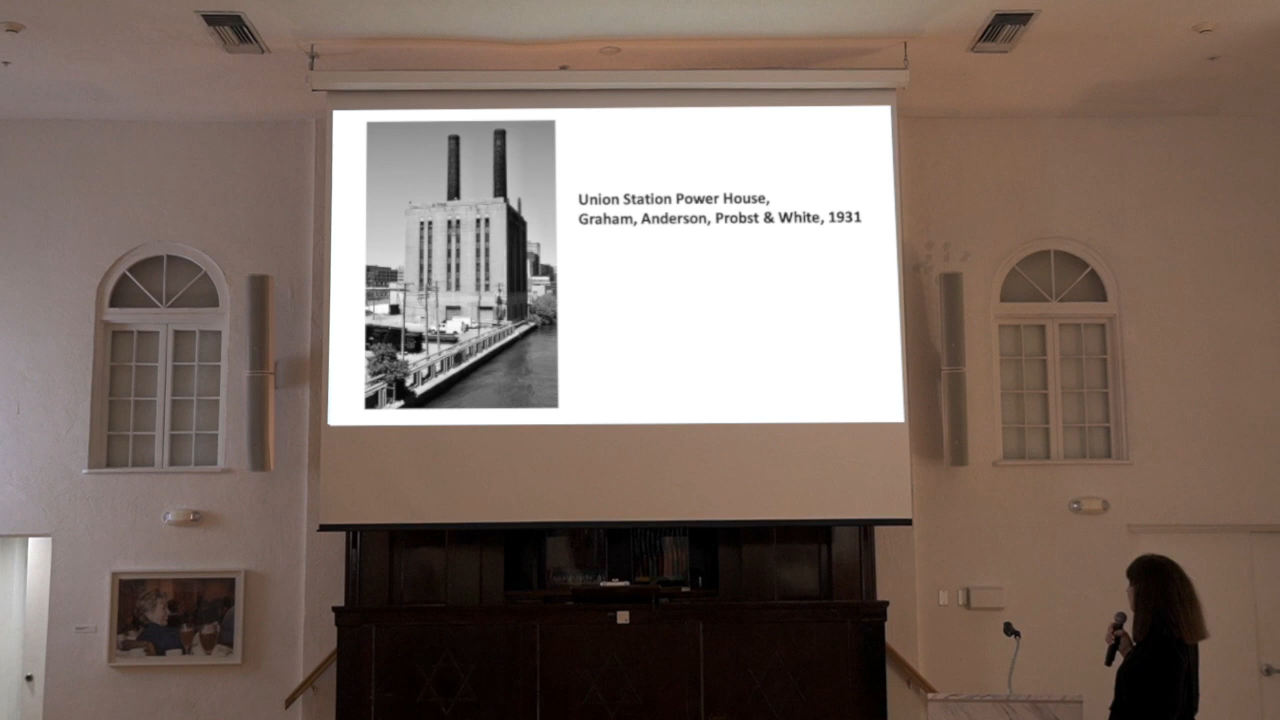 Union Station Power House,
Graham, Anderson, Probst & White, 1931